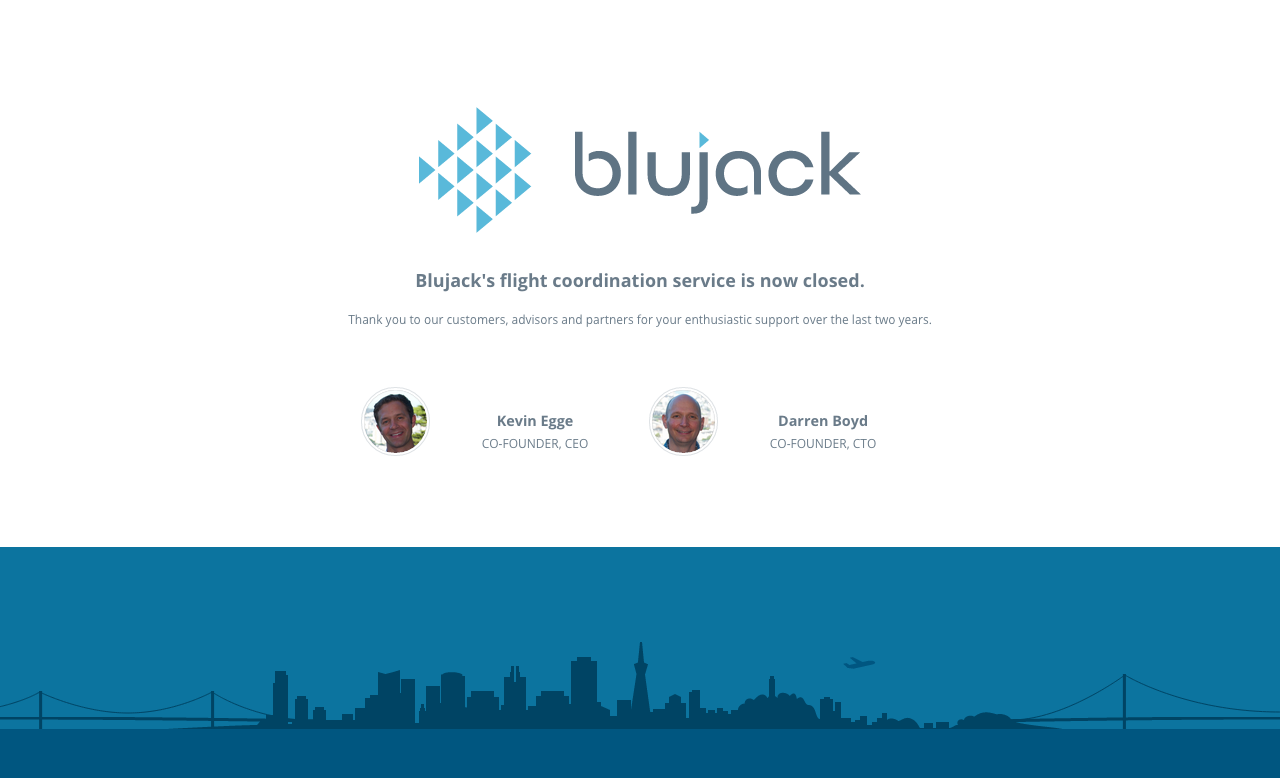 blujack
Blujack's flight coordination service is now closed.
Thank you to our customers, advisors and partners for your enthusiastic support over the last two years.
Kevin Egge
CO-FOUNDER, CEO
Darren Boyd
CO-FOUNDER, CTO